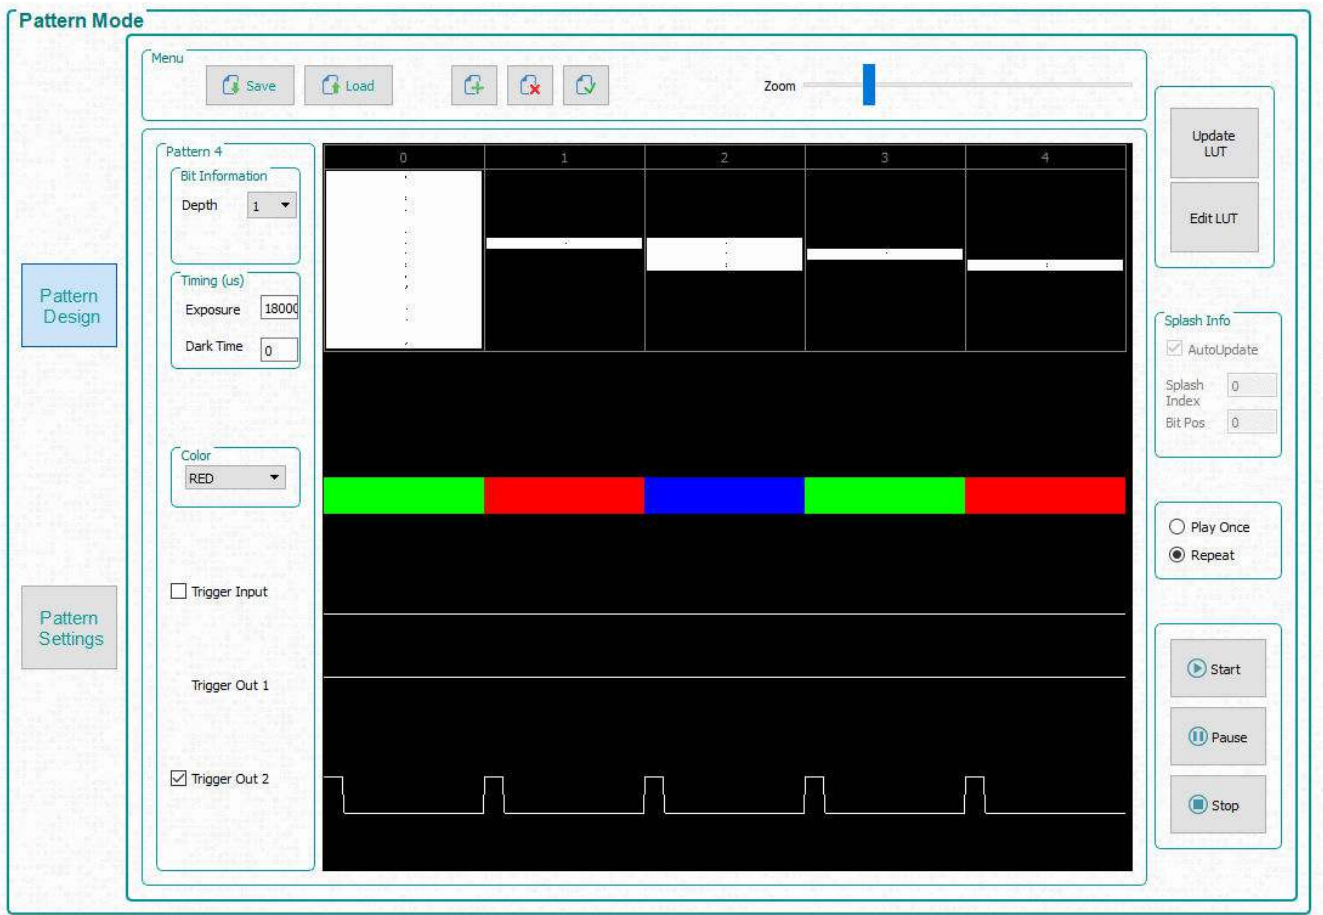 Pattern Mode
Menu
Save
Load
Zoom
Update
LUT
Edit LUT
Pattern 4
Bit Information
Depth 1
Timing (us)
Exposure 18000
Dark Time 0
0 1 2 3 4
Pattern
Design
Splash Info
AutoUpdate
Splash
Index 0
Bit Pos 0
Color
RED
Play Once
Repeat
Trigger Input
Pattern
Settings
Trigger Out 1
Trigger Out 2
Start
Pause
Stop